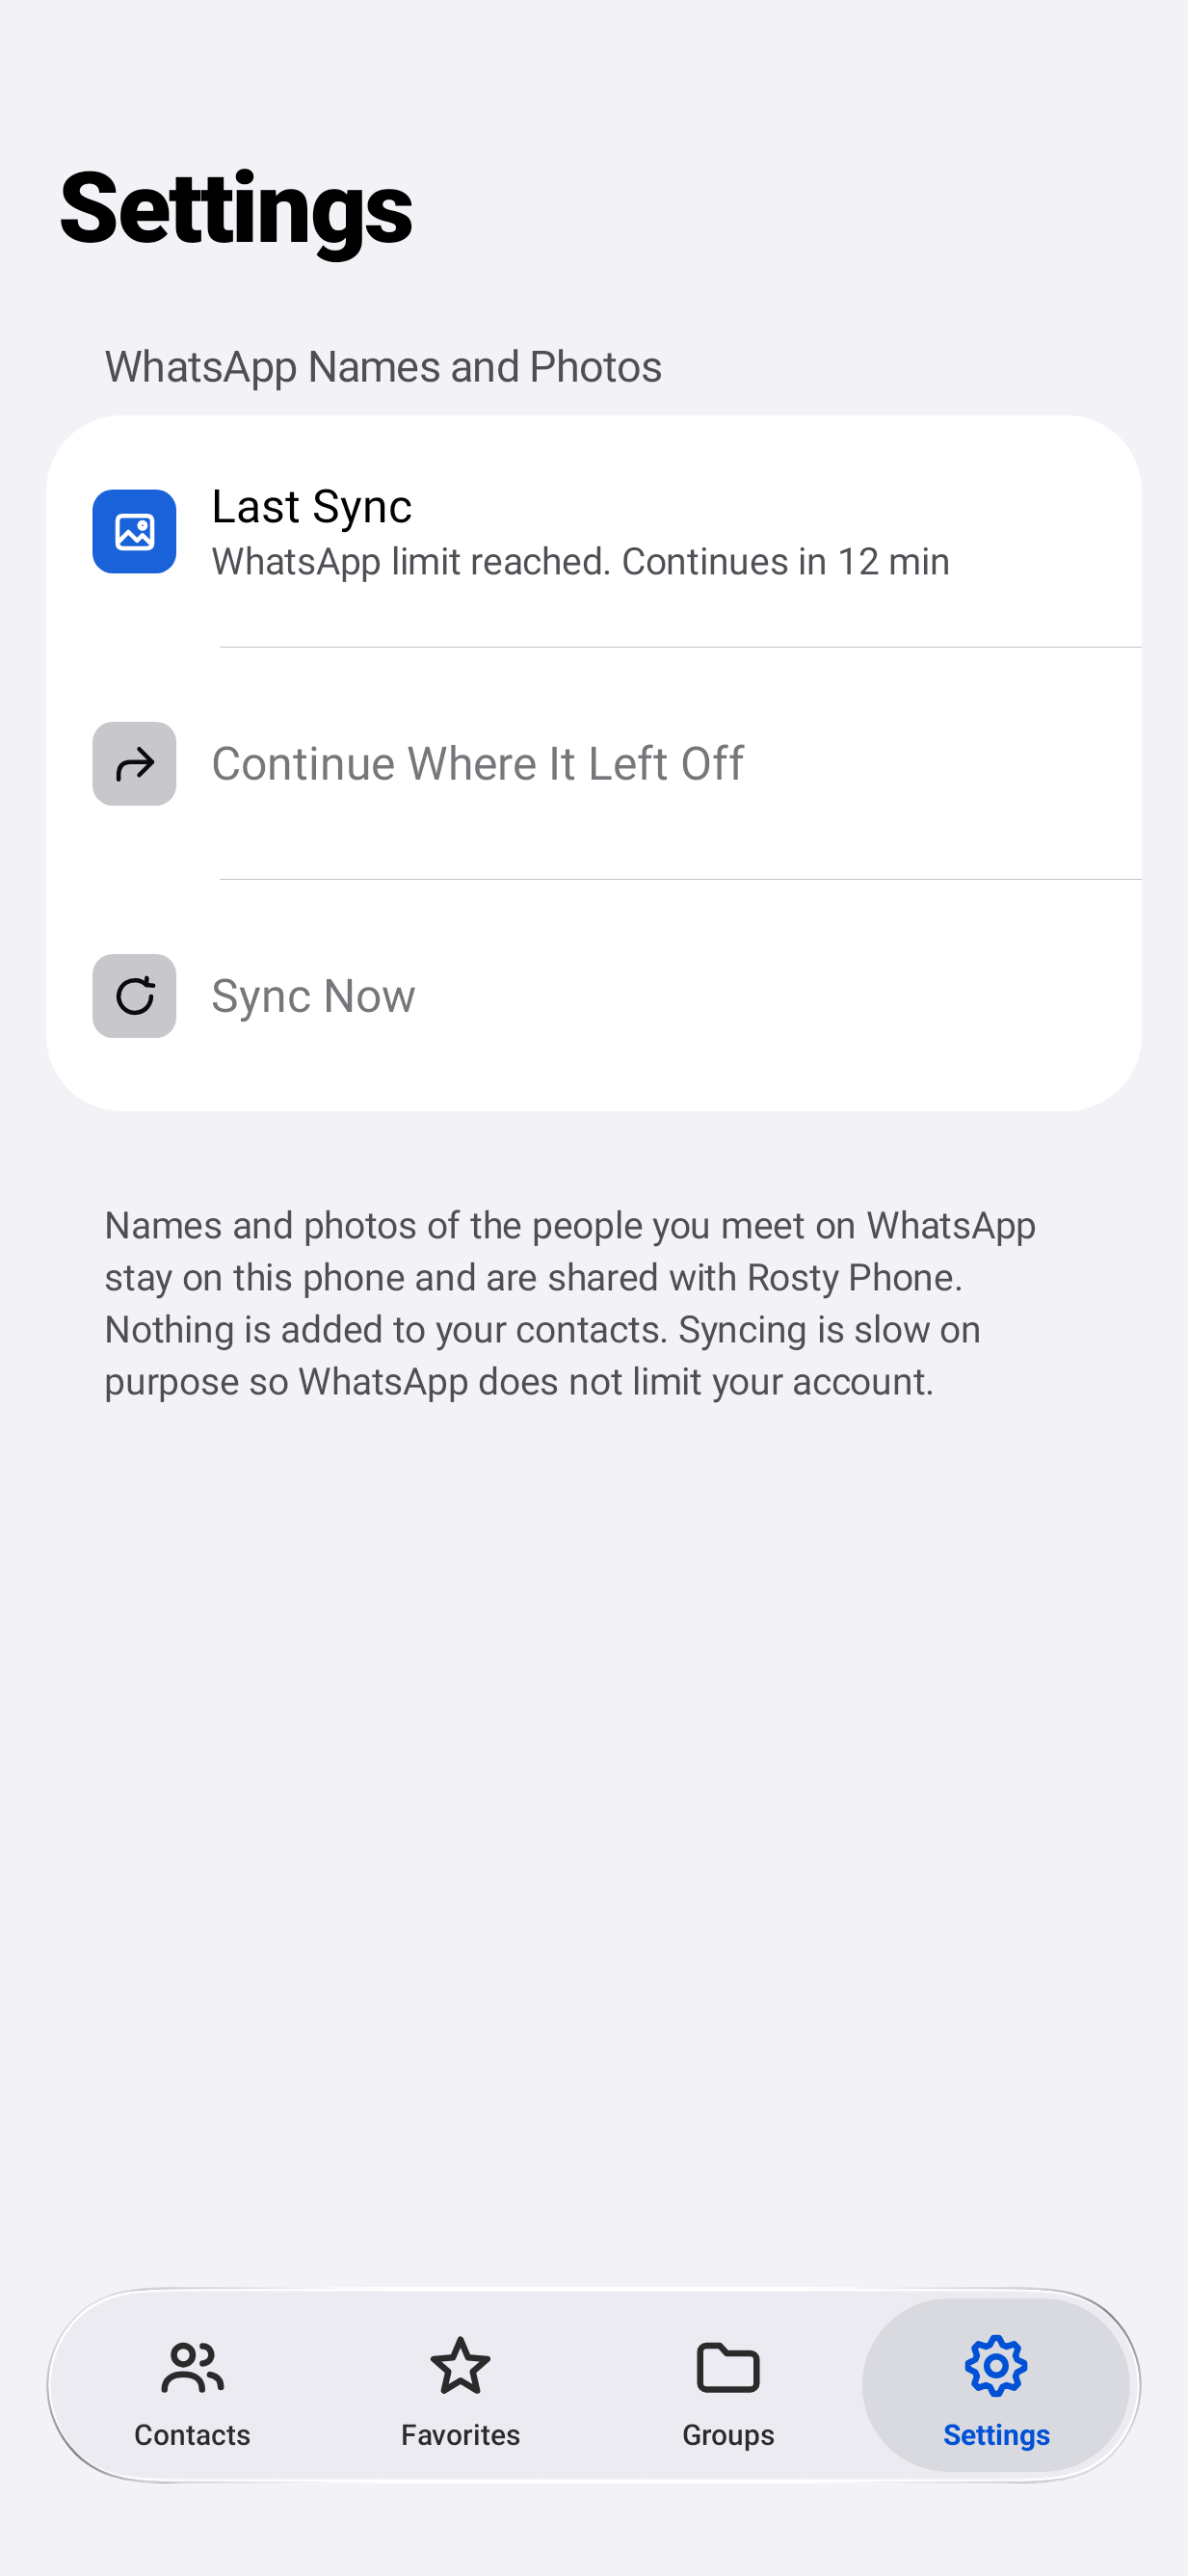 Settings
WhatsApp Names and Photos
Last Sync
WhatsApp limit reached. Continues in 12 min
Continue Where It Left Off
Sync Now
Names and photos of the people you meet on WhatsApp
stay on this phone and are shared with Rosty Phone.
Nothing is added to your contacts. Syncing is slow on
purpose so WhatsApp does not limit your account.
Contacts
Favorites
Groups
Settings